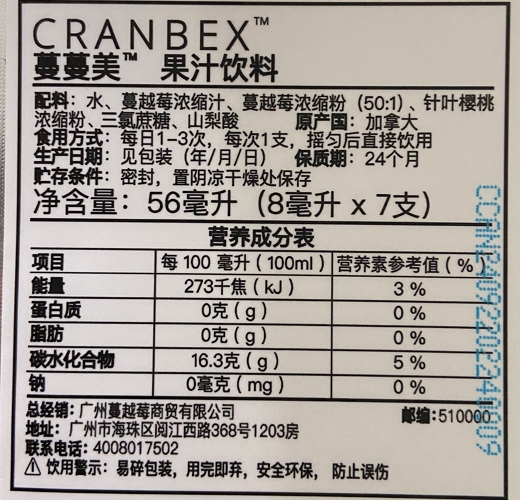 CRANBEX™
蔓蔓美™ 果汁饮料
配料：水、蔓越莓浓缩汁、蔓越莓浓缩粉（50:1）、针叶樱桃
浓缩粉、三氯蔗糖、山梨酸 原产国：加拿大
食用方式：每日1-3次，每次1支，摇匀后直接饮用
生产日期：见包装（年/月/日） 保质期：24个月
贮存条件：密封，置阴凉干燥处保存
净含量：56毫升（8毫升 x 7支）
营养成分表
项目 每 100 毫升（100ml） 营养素参考值（%）
能量 273千焦（kJ） 3 %
蛋白质 0克（g） 0 %
脂肪 0克（g） 0 %
碳水化合物 16.3克（g） 5 %
钠 0毫克（mg） 0 %
总经销：广州蔓越莓商贸有限公司 邮编:510000
地址：广州市海珠区阅江西路368号1203房
联系电话：4008017502
饮用警示：易碎包装，用完即弃，安全环保，防止误伤